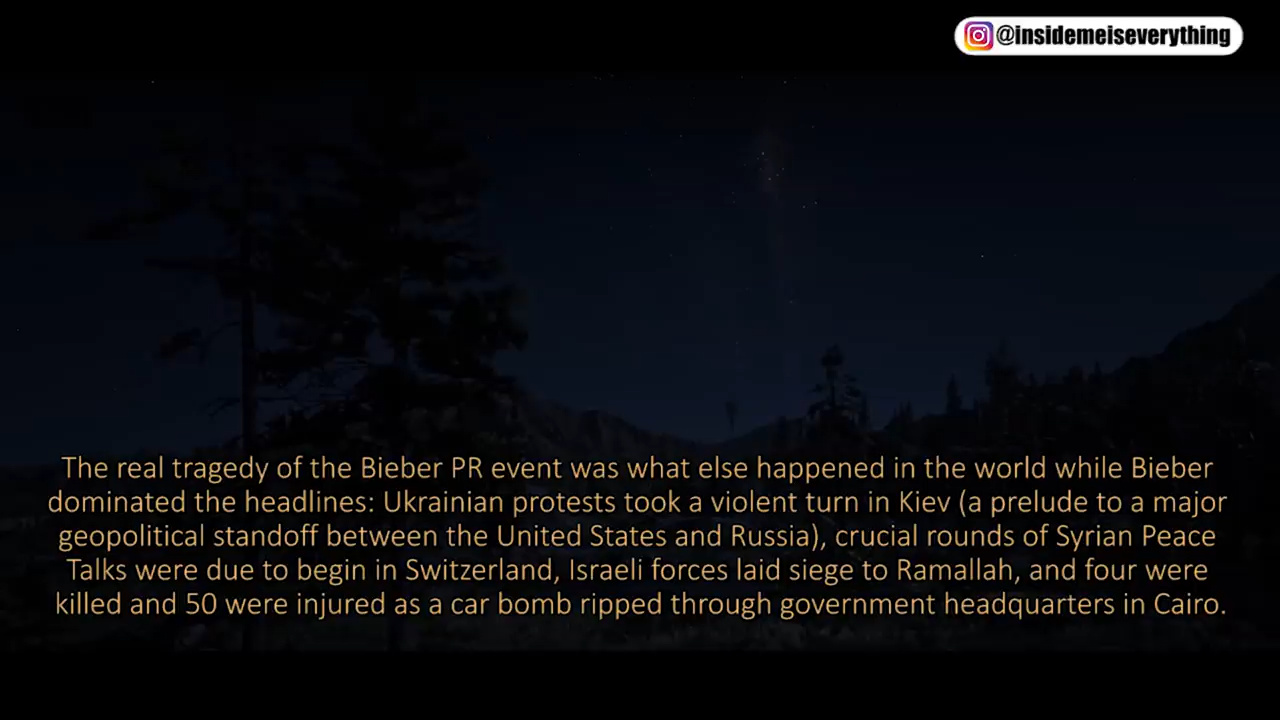 @insidemeiseverything
The real tragedy of the Bieber PR event was what else happened in the world while Bieber
dominated the headlines: Ukrainian protests took a violent turn in Kiev (a prelude to a major
geopolitical standoff between the United States and Russia), crucial rounds of Syrian Peace
Talks were due to begin in Switzerland, Israeli forces laid siege to Ramallah, and four were
killed and 50 were injured as a car bomb ripped through government headquarters in Cairo.